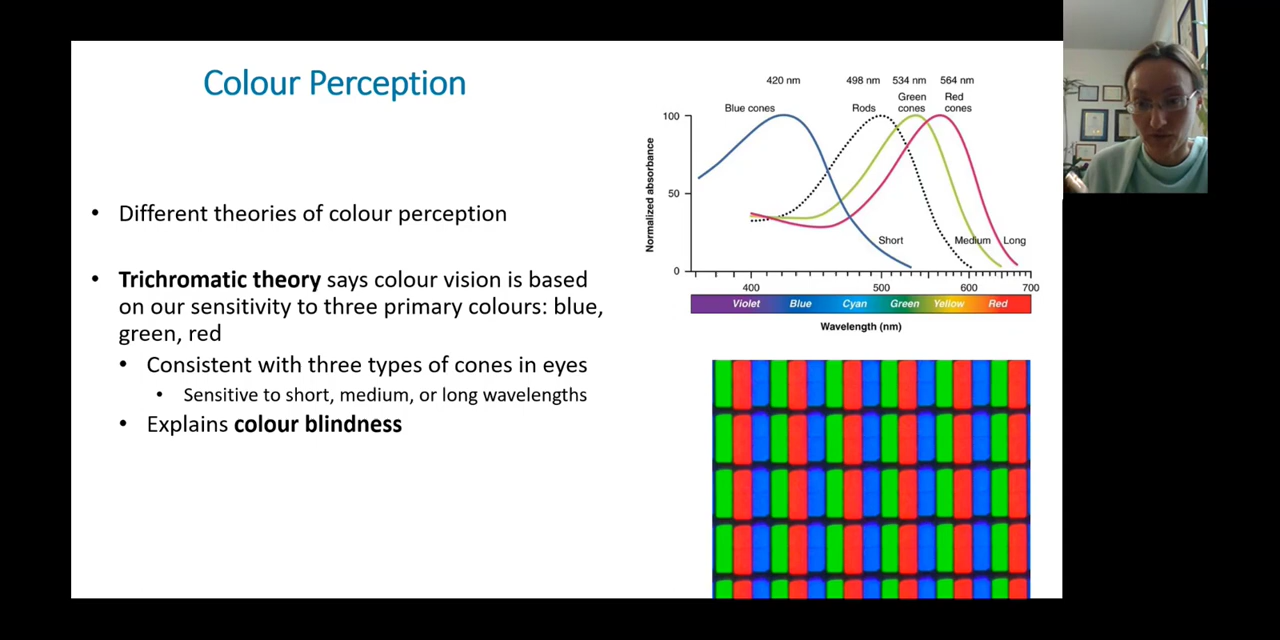 Colour Perception
• Different theories of colour perception
• Trichromatic theory says colour vision is based
on our sensitivity to three primary colours: blue,
green, red
• Consistent with three types of cones in eyes
• Sensitive to short, medium, or long wavelengths
• Explains colour blindness
420 nm 498 nm 534 nm 564 nm
Blue cones Rods Green cones Red cones
Normalized absorbance
100
50
0
Short Medium Long
400 500 600 700
Violet Blue Cyan Green Yellow Red
Wavelength (nm)